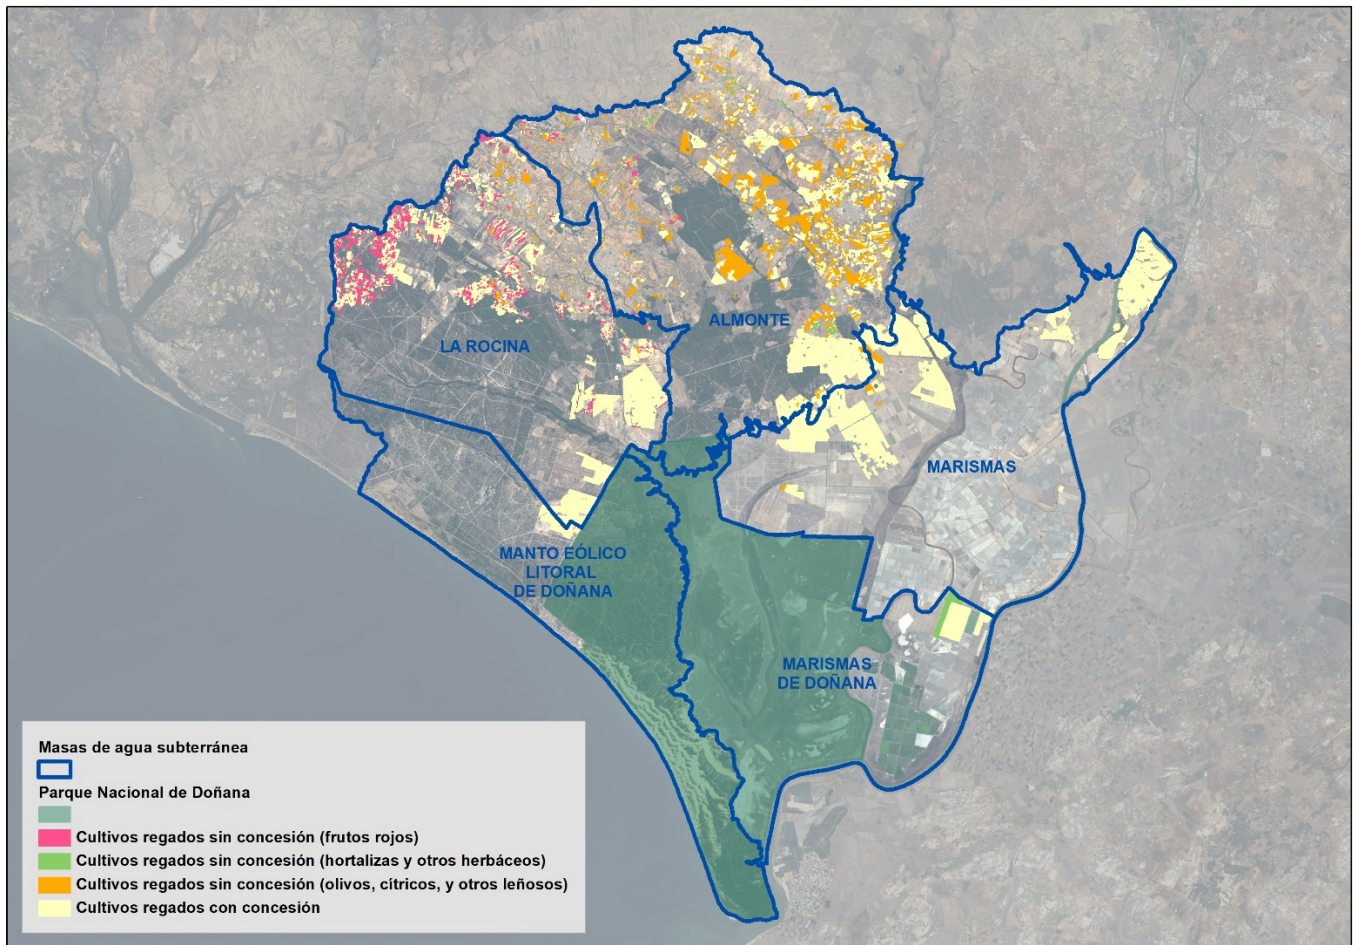 ALMONTE
LA ROCINA
MARISMAS
MANTO EÓLICO
LITORAL
DE DOÑANA
MARISMAS
DE DOÑANA
Masas de agua subterránea
Parque Nacional de Doñana
Cultivos regados sin concesión (frutos rojos)
Cultivos regados sin concesión (hortalizas y otros herbáceos)
Cultivos regados sin concesión (olivos, cítricos, y otros leñosos)
Cultivos regados con concesión